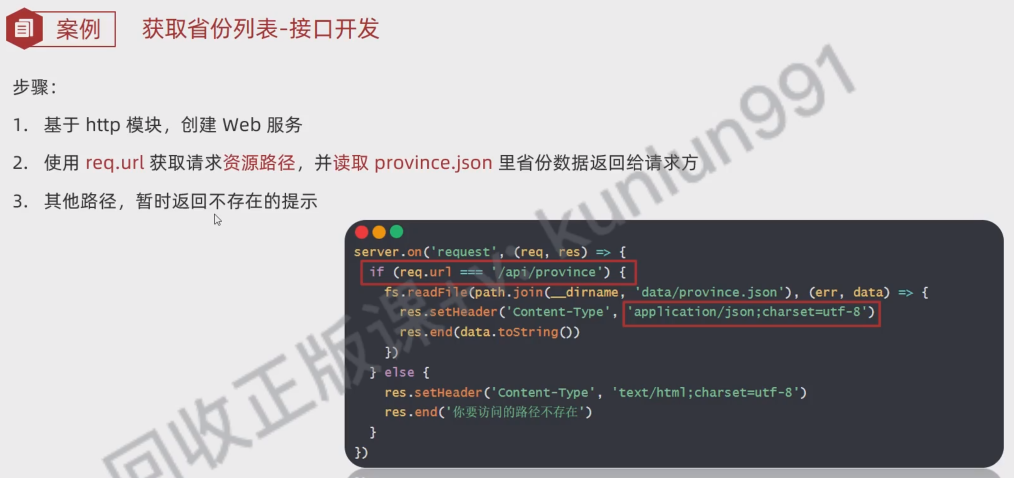 案例 获取省份列表-接口开发
步骤：
1. 基于 http 模块，创建 Web 服务
2. 使用 req.url 获取请求资源路径，并读取 province.json 里省份数据返回给请求方
3. 其他路径，暂时返回不存在的提示
server.on('request', (req, res) => {
  if (req.url === '/api/province') {
    fs.readFile(path.join(__dirname, 'data/province.json'), (err, data) => {
      res.setHeader('Content-Type', 'application/json;charset=utf-8')
      res.end(data.toString())
    })
  } else {
    res.setHeader('Content-Type', 'text/html;charset=utf-8')
    res.end('你要访问的路径不存在')
  }
})
回收正版课+v: kunlun991